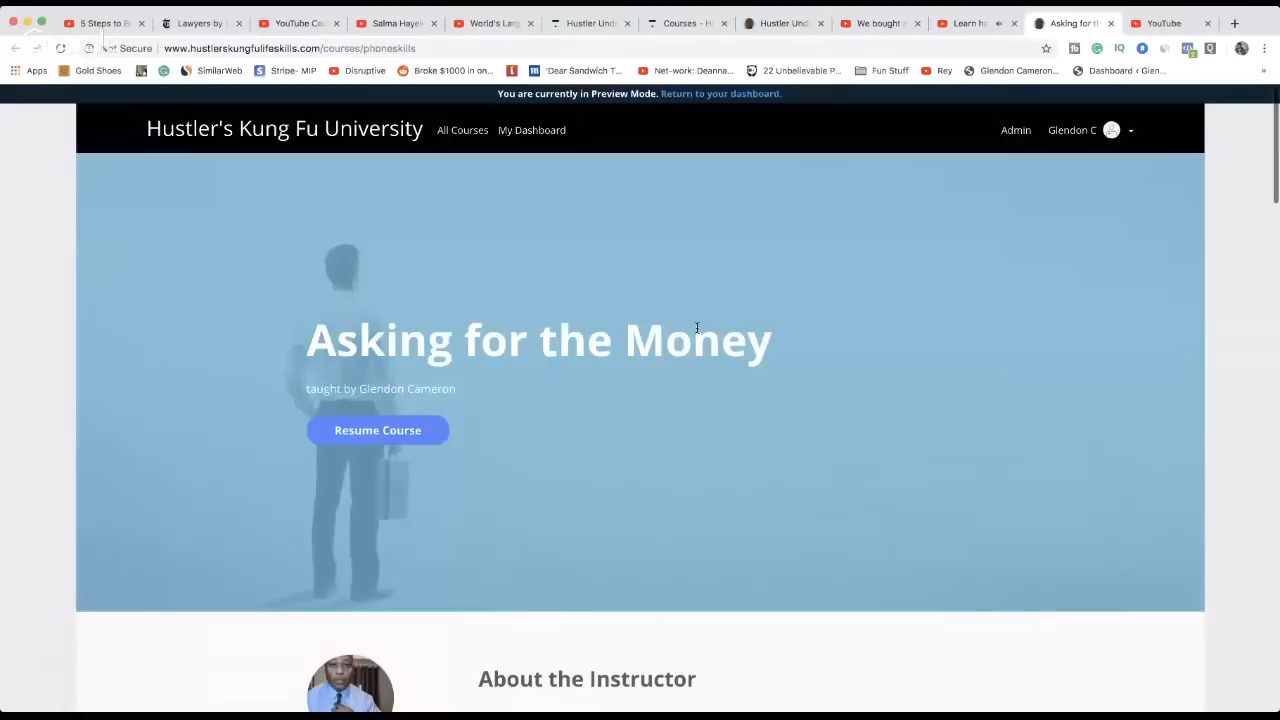 5 Steps to B
Lawyers by
YouTube Co
Salma Hayek
World's Larg
Hustler Und
Courses - H
Hustler Und
We bought a
Learn h
Asking for th
YouTube
Not Secure www.hustlerskungfulifeskills.com/courses/phoneskills
Apps
Gold Shoes
SimilarWeb
Stripe- MIP
Disruptive
Broke $1000 in on...
'Dear Sandwich T...
Net-work: Deanna...
22 Unbelievable P...
Fun Stuff
Rey
Glendon Cameron...
Dashboard ‹ Glen...
You are currently in Preview Mode. Return to your dashboard.
Hustler's Kung Fu University
All Courses
My Dashboard
Admin
Glendon C
Asking for the Money
taught by Glendon Cameron
Resume Course
About the Instructor